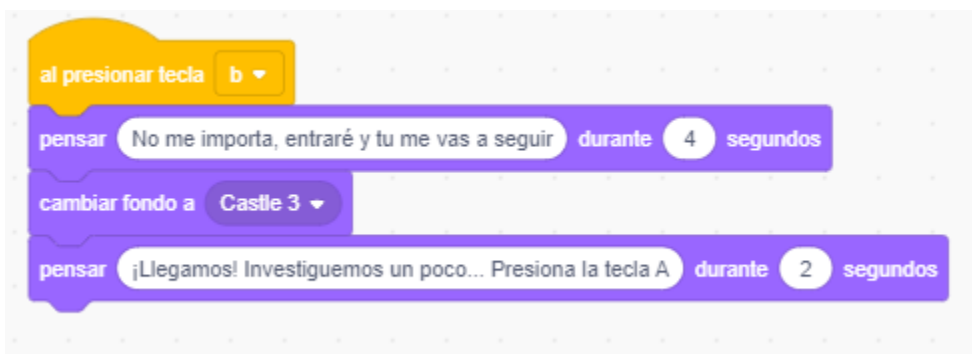 al presionar tecla b
pensar No me importa, entraré y tu me vas a seguir durante 4 segundos
cambiar fondo a Castle 3
pensar ¡Llegamos! Investiguemos un poco... Presiona la tecla A durante 2 segundos